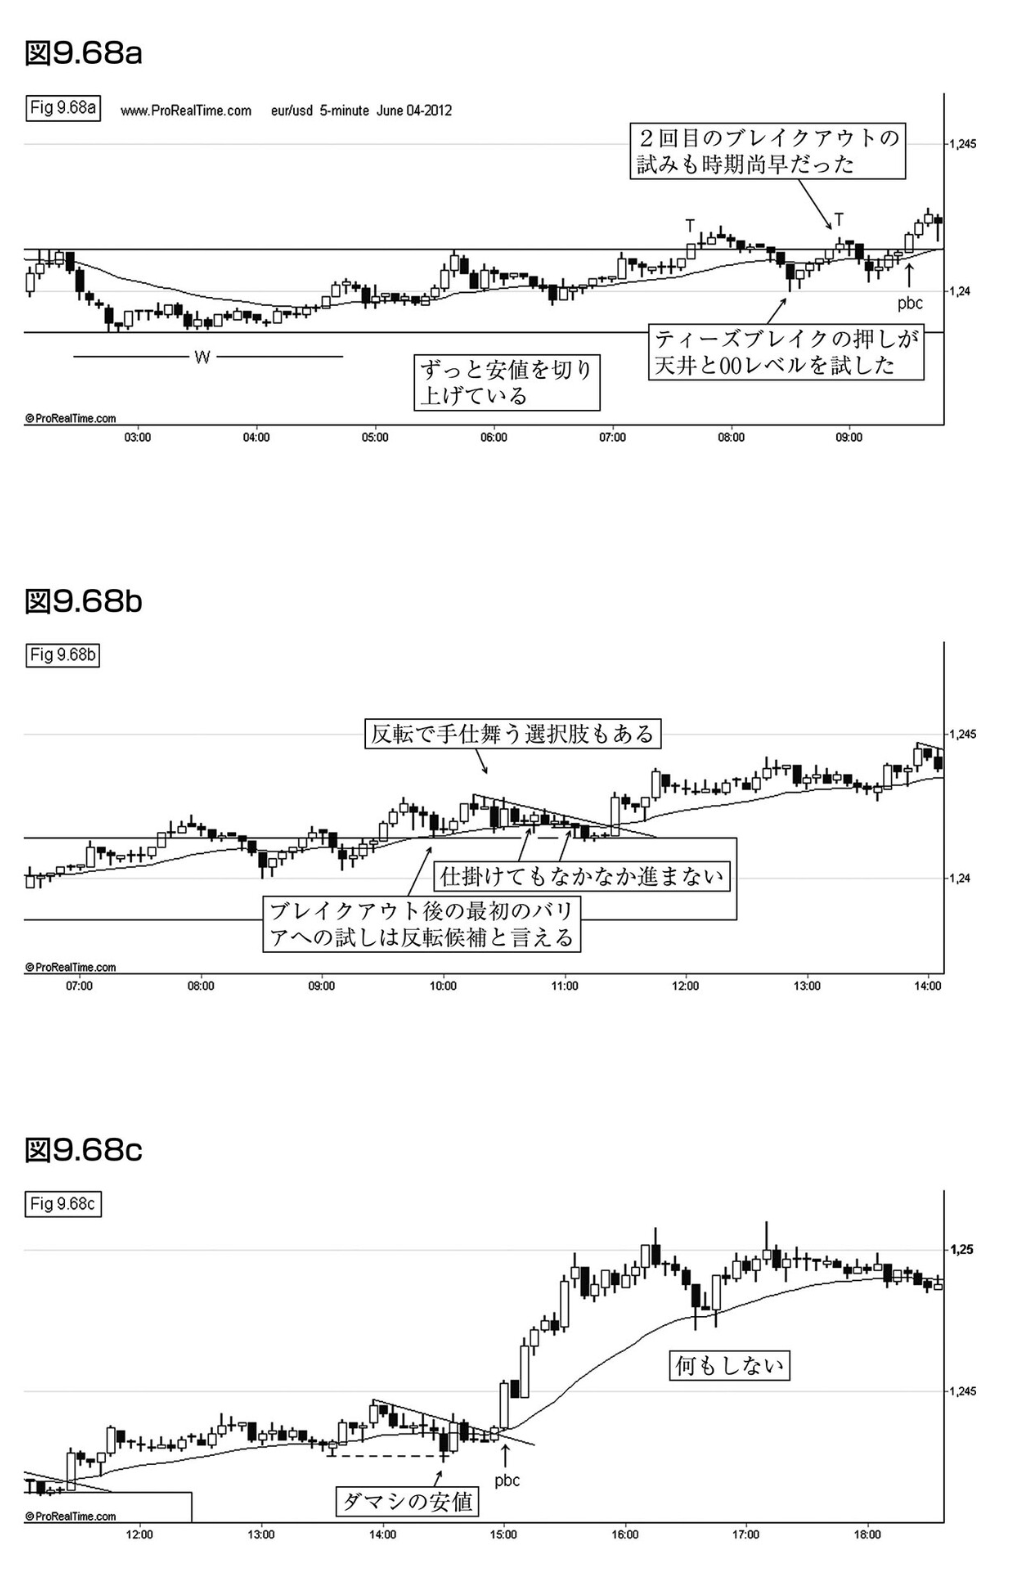 図9.68a
Fig 9.68a
www.ProRealTime.com eur/usd 5-minute June 04-2012
2回目のブレイクアウトの
試みも時期尚早だった
1,245
T
T
1,24
pbc
ティーズブレイクの押しが
天井と00レベルを試した
W
ずっと安値を切り
上げている
©ProRealTime.com
03:00 04:00 05:00 06:00 07:00 08:00 09:00
図9.68b
Fig 9.68b
反転で手仕舞う選択肢もある
1,245
仕掛けてもなかなか進まない
1,24
ブレイクアウト後の最初のバリ
アへの試しは反転候補と言える
©ProRealTime.com
07:00 08:00 09:00 10:00 11:00 12:00 13:00 14:00
図9.68c
Fig 9.68c
1,25
何もしない
1,245
pbc
ダマシの安値
©ProRealTime.com
12:00 13:00 14:00 15:00 16:00 17:00 18:00